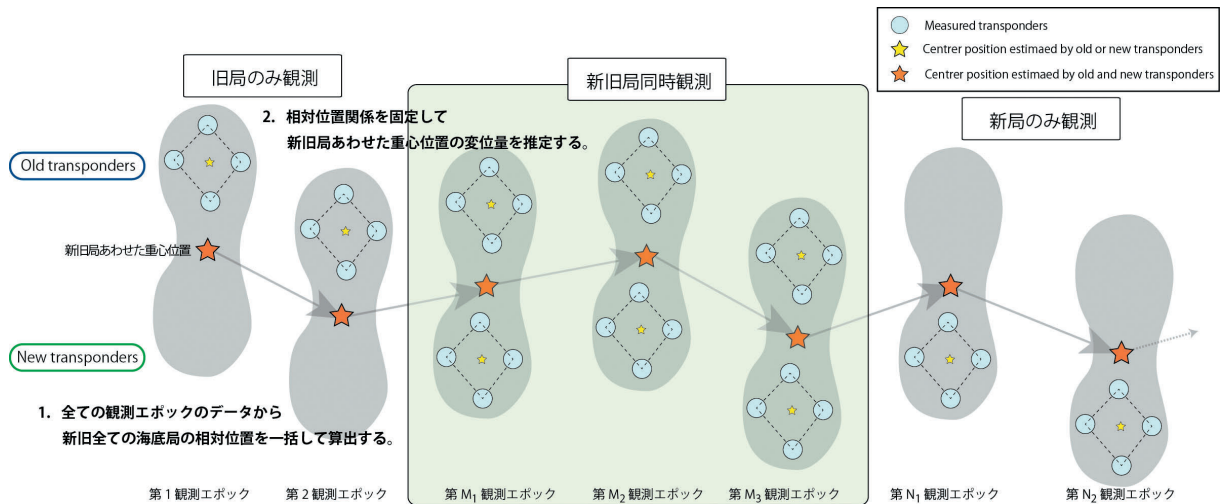 Measured transponders
Centrer position estimaed by old or new transponders
Centrer position estimaed by old and new transponders
旧局のみ観測
新旧局同時観測
新局のみ観測
2. 相対位置関係を固定して
新旧局あわせた重心位置の変位量を推定する。
Old transponders
新旧局あわせた重心位置
New transponders
1. 全ての観測エポックのデータから
新旧全ての海底局の相対位置を一括して算出する。
第 1 観測エポック
第 2 観測エポック
第 M₁ 観測エポック
第 M₂ 観測エポック
第 M₃ 観測エポック
第 N₁ 観測エポック
第 N₂ 観測エポック